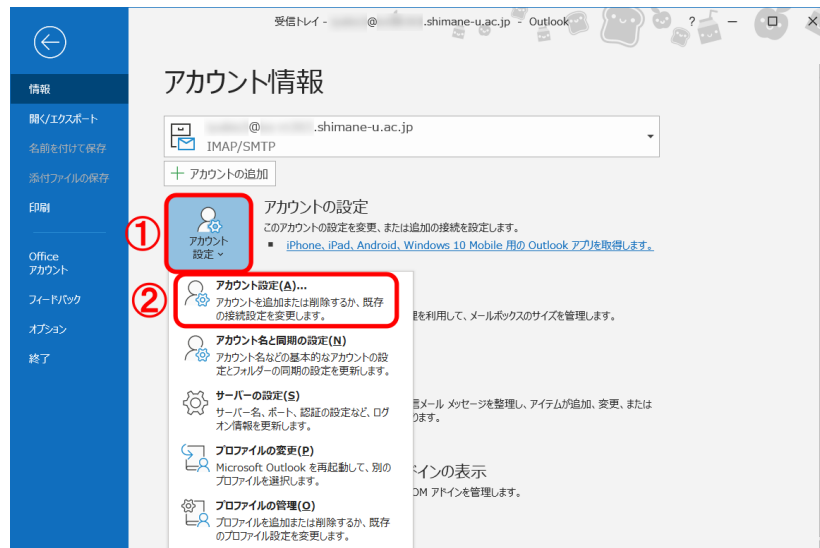 受信トレイ - @ .shimane-u.ac.jp - Outlook
?
情報
開く/エクスポート
名前を付けて保存
添付ファイルの保存
印刷
Office
アカウント
フィードバック
オプション
終了
アカウント情報
@ .shimane-u.ac.jp
IMAP/SMTP
アカウントの追加
①
アカウント
設定
アカウントの設定
このアカウントの設定を変更、または追加の接続を設定します。
iPhone、iPad、Android、Windows 10 Mobile 用の Outlook アプリを取得します。
②
アカウント設定(A)...
アカウントを追加または削除するか、既存
の接続設定を変更します。
アカウント名と同期の設定(N)
アカウント名などの基本的なアカウントの設
定とフォルダーの同期の設定を更新します。
サーバーの設定(S)
サーバー名、ポート、認証の設定など、ログ
オン情報を更新します。
プロファイルの変更(P)
Microsoft Outlook を再起動して、別の
プロファイルを選択します。
プロファイルの管理(O)
プロファイルを追加または削除するか、既存
のプロファイル設定を変更します。
を利用して、メールボックスのサイズを管理します。
メール メッセージを整理し、アイテムが追加、変更、または
ります。
ドインの表示
OM アドインを管理します。